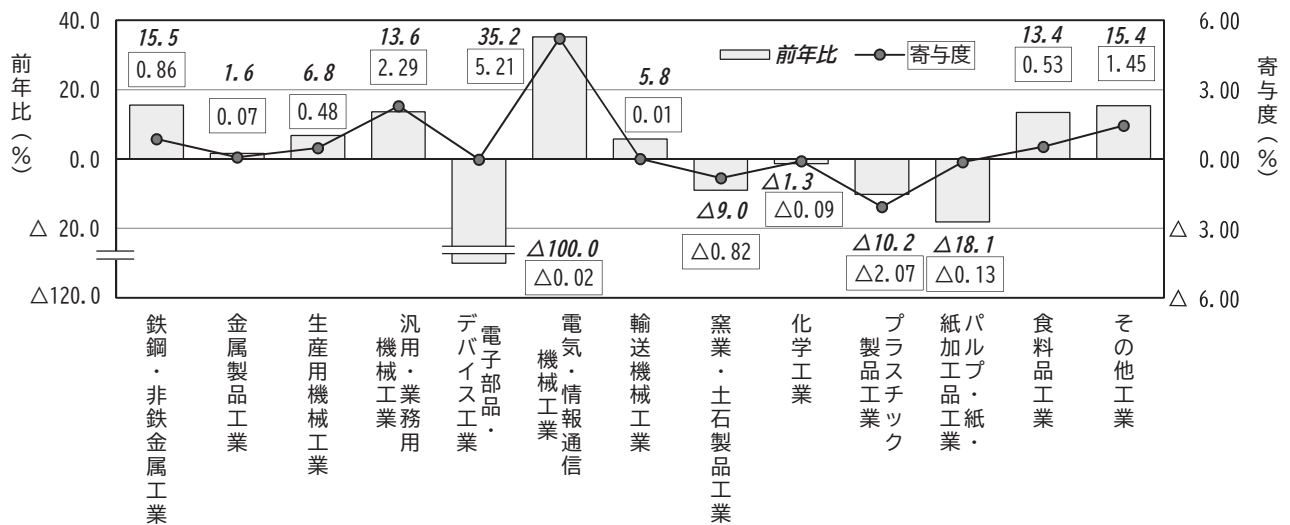 40.0
20.0
0.0
△ 20.0
△120.0
前年比(%)
6.00
3.00
0.00
△ 3.00
△ 6.00
寄与度(%)
前年比
寄与度
15.5
0.86
1.6
0.07
6.8
0.48
13.6
2.29
35.2
5.21
△100.0
△0.02
5.8
0.01
△9.0
△0.82
△1.3
△0.09
△10.2
△2.07
△18.1
△0.13
13.4
0.53
15.4
1.45
鉄鋼・非鉄金属工業
金属製品工業
生産用機械工業
汎用・業務用
機械工業
電子部品・
デバイス工業
電気・情報通信
機械工業
輸送機械工業
窯業・土石製品工業
化学工業
プラスチック
製品工業
パルプ・紙・
紙加工品工業
食料品工業
その他工業